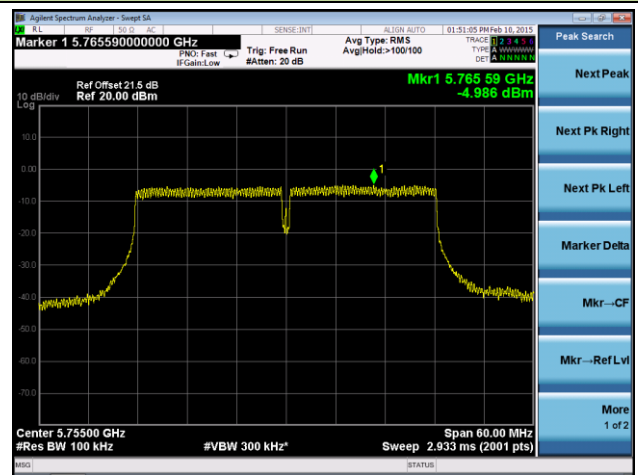 Agilent Spectrum Analyzer - Swept SA
RL RF 50 Ω AC SENSE:INT ALIGN AUTO 01:51:05 PM Feb 10, 2015
Marker 1 5.765590000000 GHz
PNO: Fast
IFGain:Low
Trig: Free Run
#Atten: 20 dB
Avg Type: RMS
Avg|Hold:>100/100
TRACE 1 2 3 4 5 6
TYPE A WWWWW
DET A NNNNN
Peak Search
Ref Offset 21.5 dB
10 dB/div Ref 20.00 dBm
Log
Mkr1 5.765 59 GHz
-4.986 dBm
10.0
0.00
-10.0
-20.0
-30.0
-40.0
-50.0
-60.0
-70.0
1
Center 5.75500 GHz Span 60.00 MHz
#Res BW 100 kHz #VBW 300 kHz* Sweep 2.933 ms (2001 pts)
MSG STATUS
Next Peak
Next Pk Right
Next Pk Left
Marker Delta
Mkr→CF
Mkr→Ref Lvl
More
1 of 2